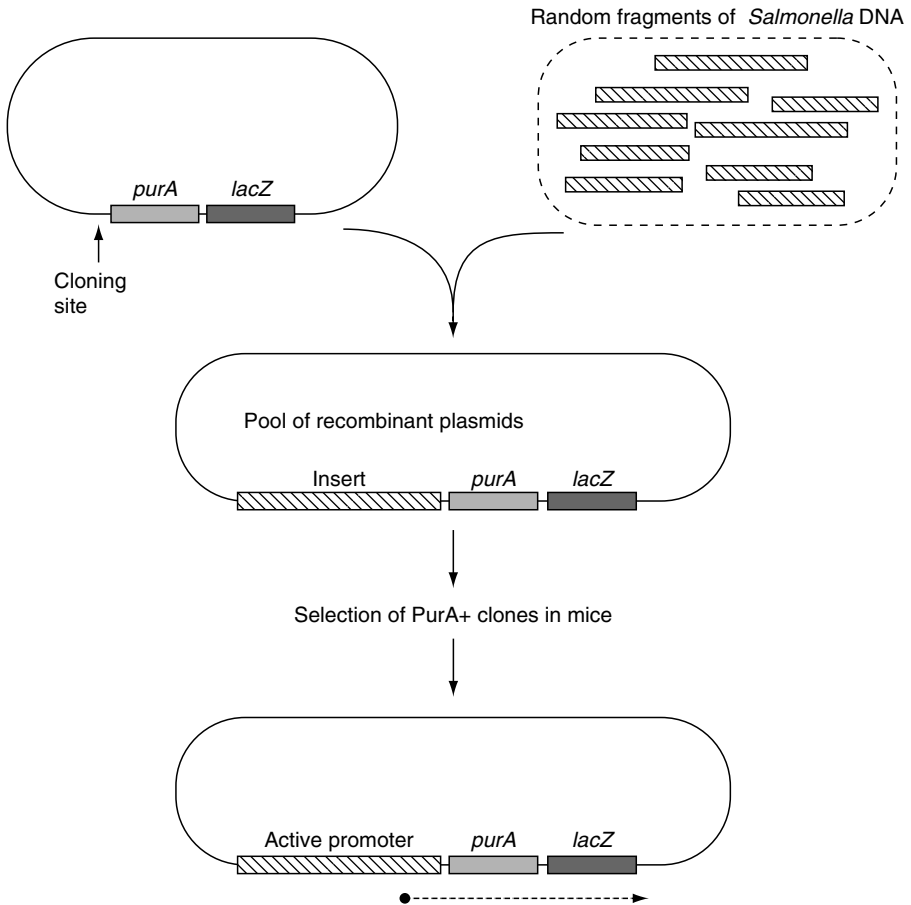 Random fragments of Salmonella DNA
purA lacZ
Cloning
site
Pool of recombinant plasmids
Insert purA lacZ
Selection of PurA+ clones in mice
Active promoter purA lacZ